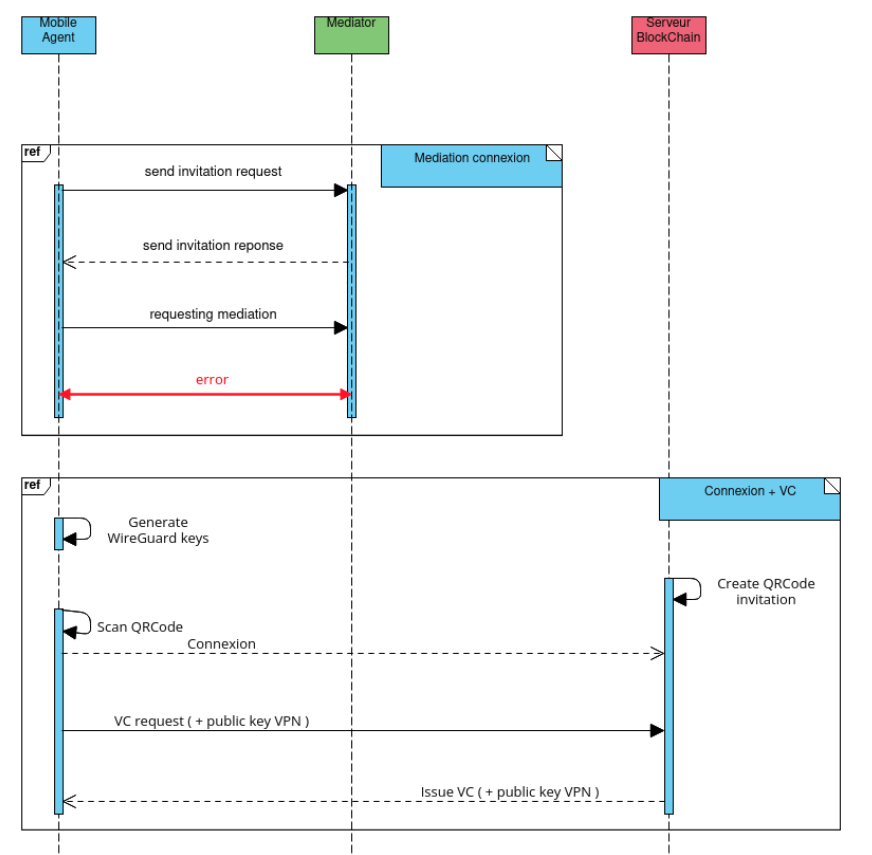 Mobile
Agent
Mediator
Serveur
BlockChain
ref
Mediation connexion
send invitation request
send invitation reponse
requesting mediation
error
ref
Connexion + VC
Generate
WireGuard keys
Create QRCode
invitation
Scan QRCode
Connexion
VC request ( + public key VPN )
Issue VC ( + public key VPN )